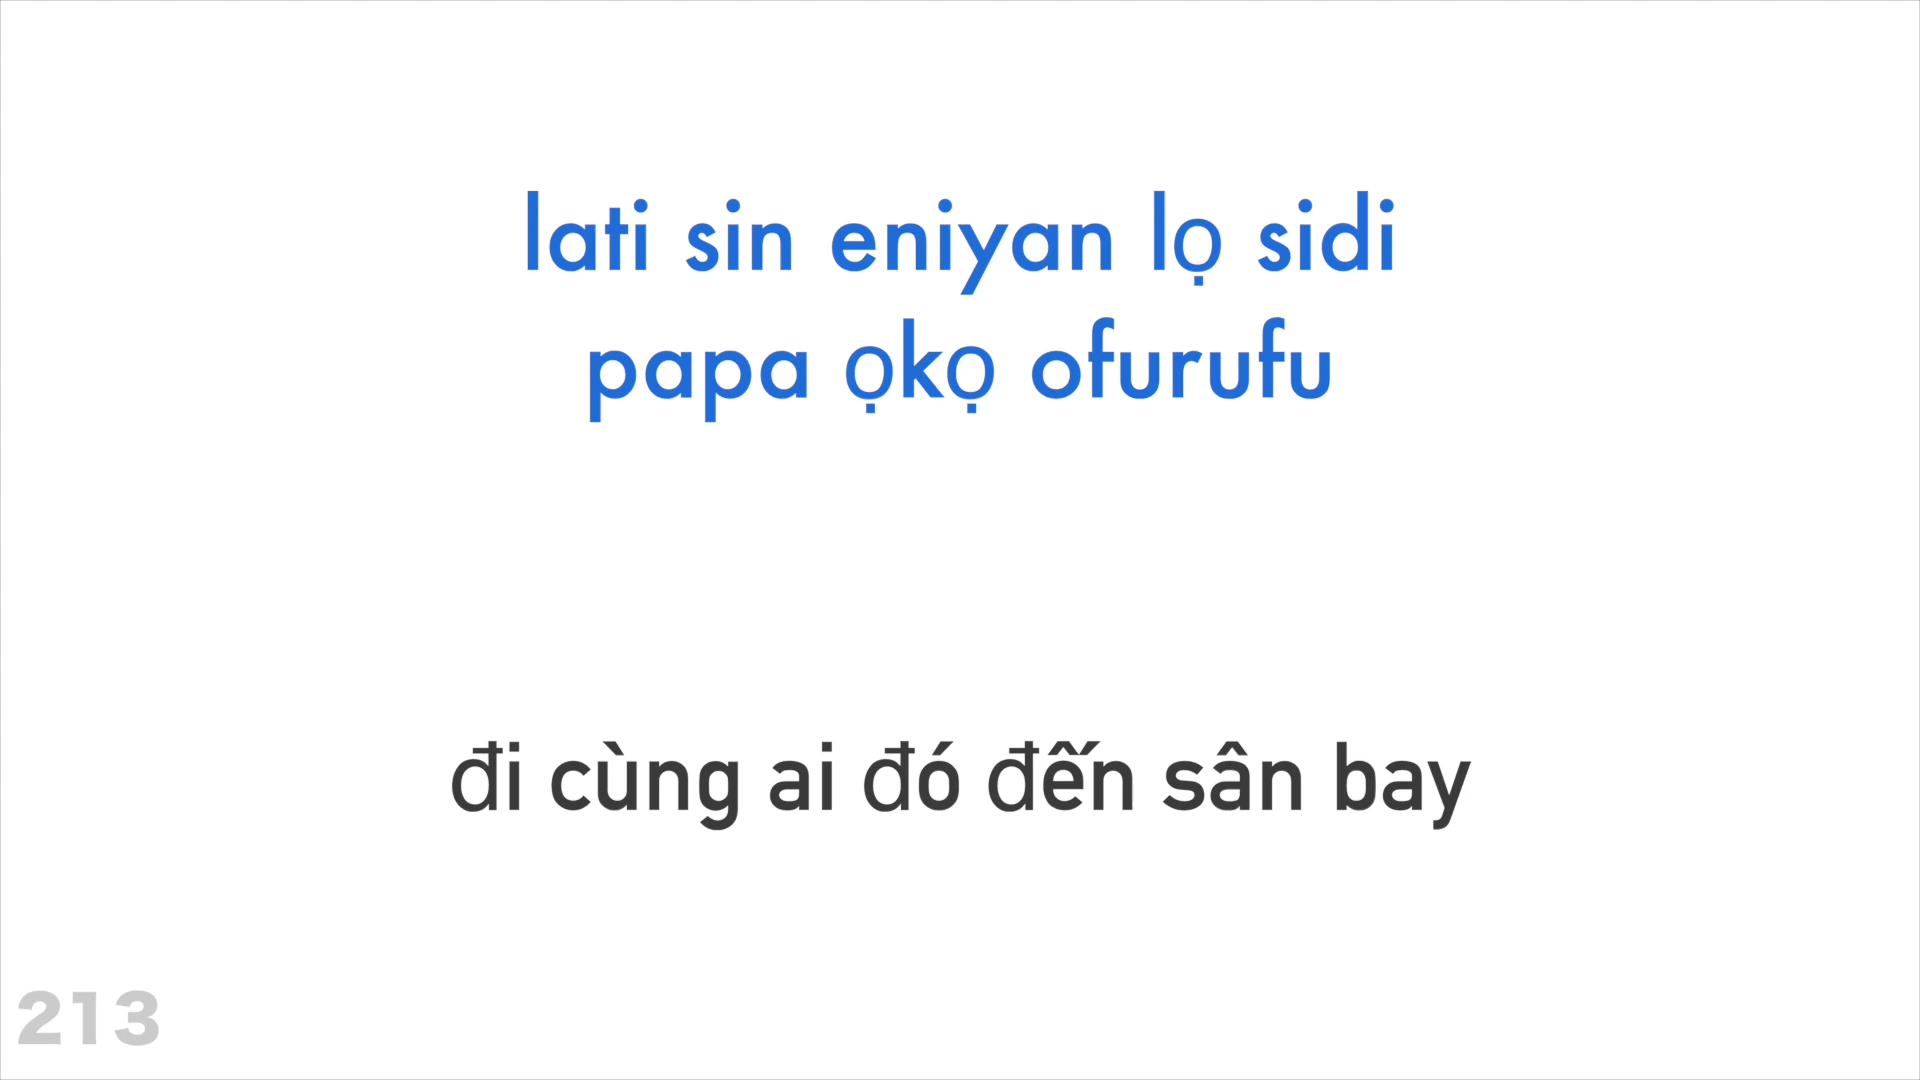 lati sin eniyan lọ sidi
papa ọkọ ofurufu
đi cùng ai đó đến sân bay
213